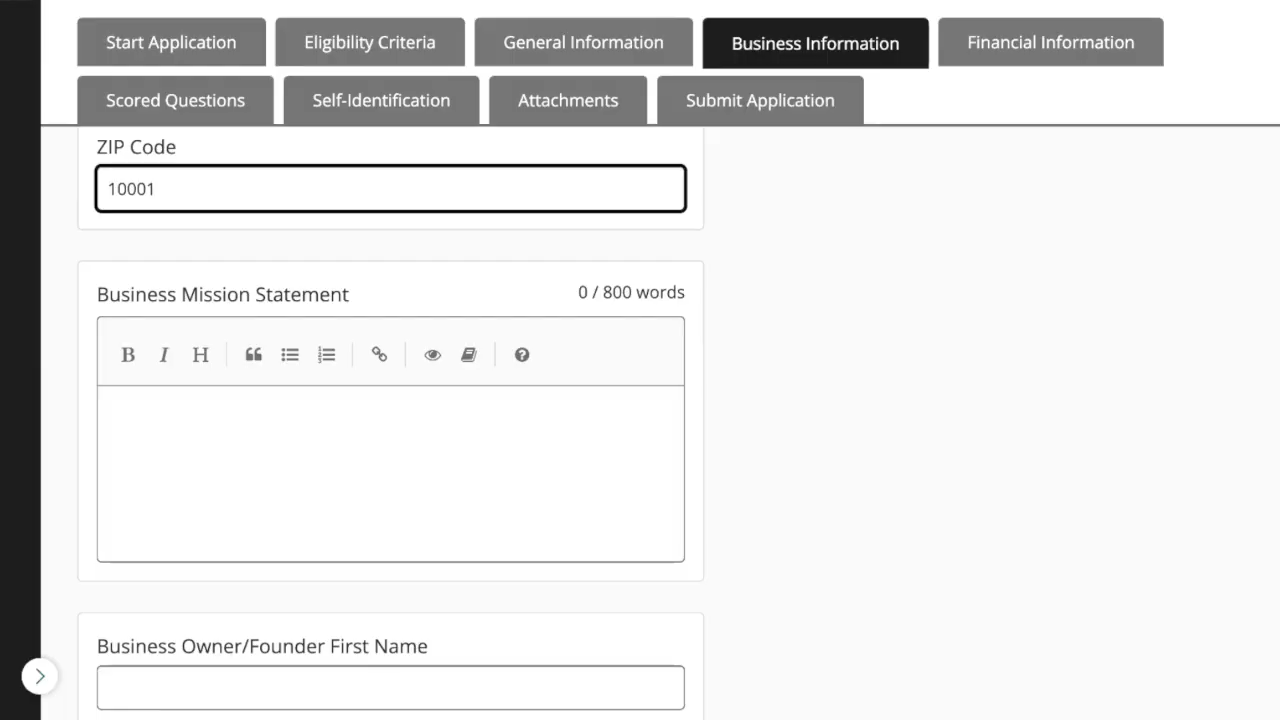 Start Application
Eligibility Criteria
General Information
Business Information
Financial Information
Scored Questions
Self-Identification
Attachments
Submit Application
ZIP Code
10001
Business Mission Statement
0 / 800 words
B I H
Business Owner/Founder First Name